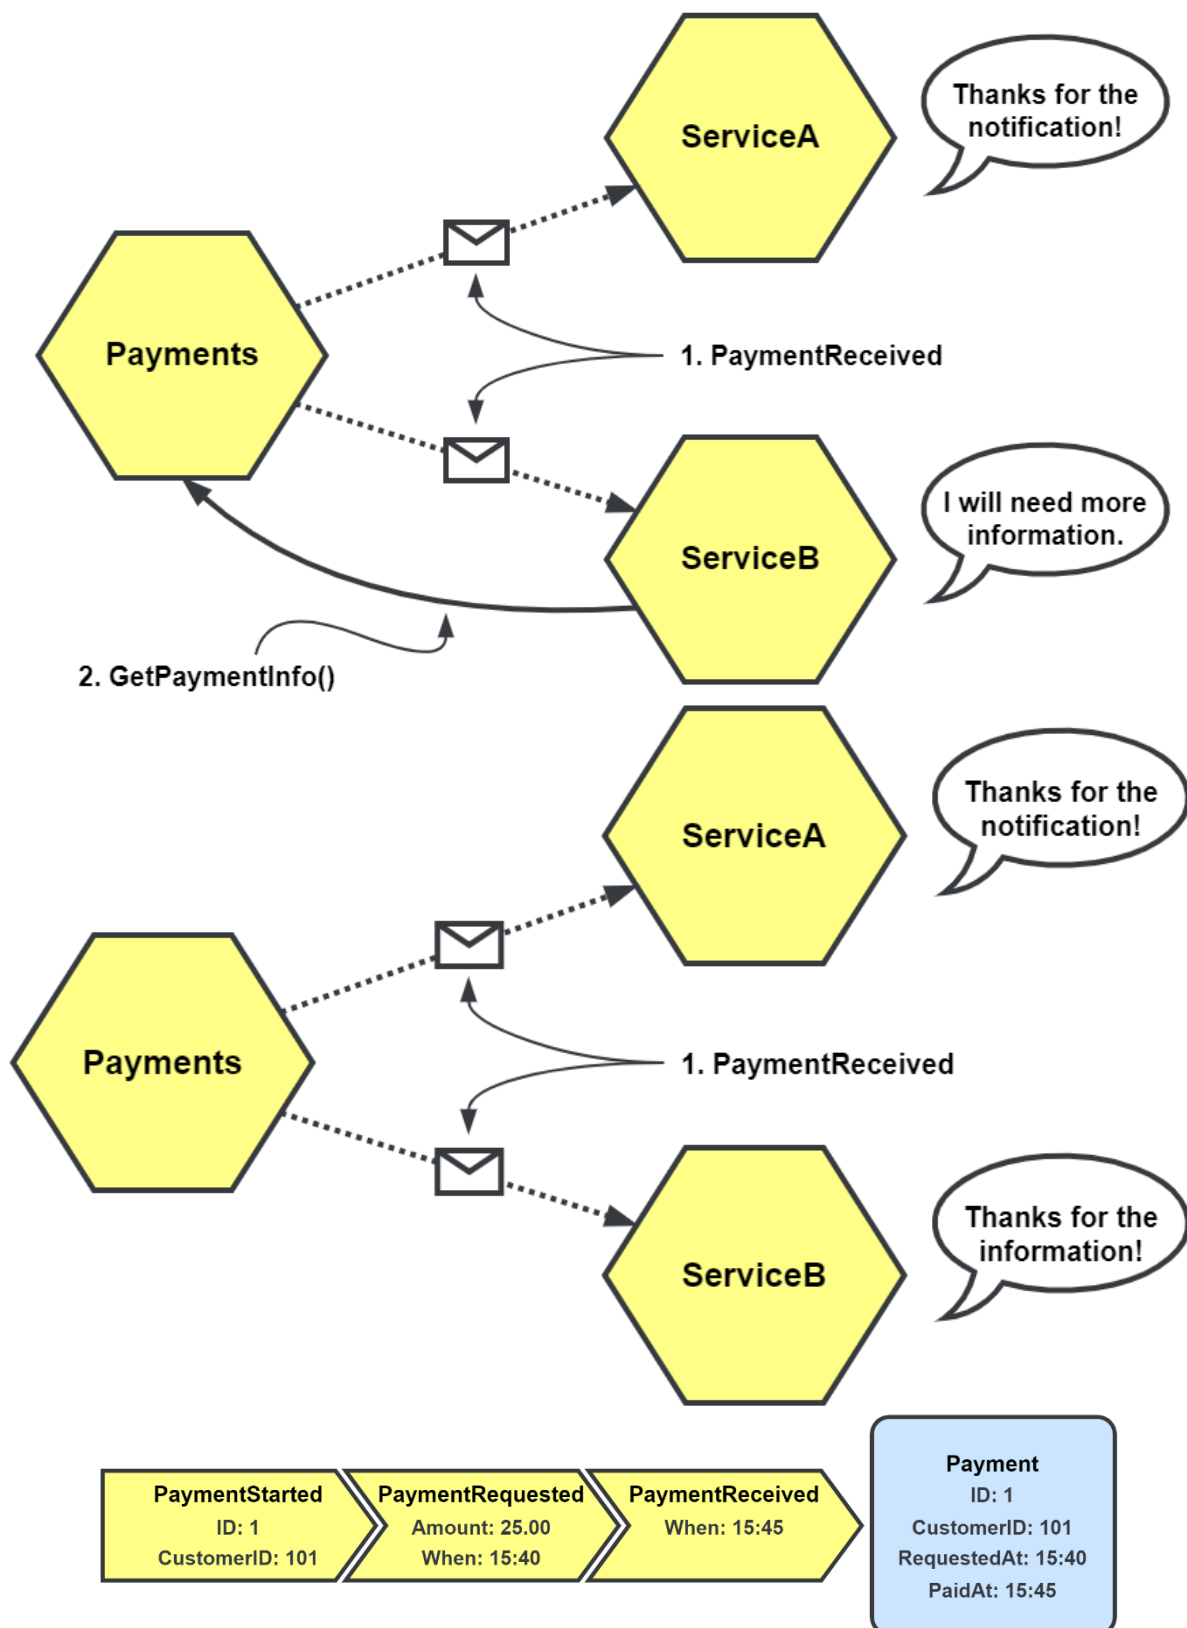 ServiceA
Thanks for the
notification!
Payments
1. PaymentReceived
ServiceB
I will need more
information.
2. GetPaymentInfo()
ServiceA
Thanks for the
notification!
Payments
1. PaymentReceived
ServiceB
Thanks for the
information!
PaymentStarted
ID: 1
CustomerID: 101
PaymentRequested
Amount: 25.00
When: 15:40
PaymentReceived
When: 15:45
Payment
ID: 1
CustomerID: 101
RequestedAt: 15:40
PaidAt: 15:45